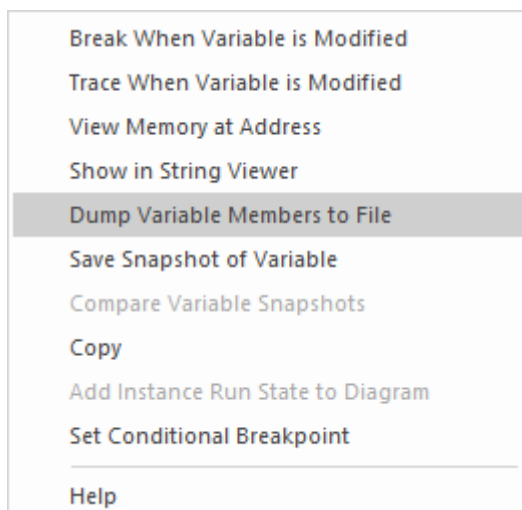 Break When Variable is Modified
Trace When Variable is Modified
View Memory at Address
Show in String Viewer
Dump Variable Members to File
Save Snapshot of Variable
Compare Variable Snapshots
Copy
Add Instance Run State to Diagram
Set Conditional Breakpoint
Help